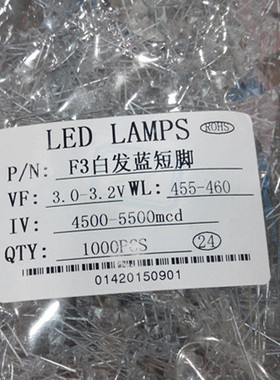 LED LAMPS ROHS
P/N: F3白发蓝短脚
VF: 3.0-3.2V WL: 455-460
IV: 4500-5500mcd
QTY: 1000PCS 24
01420150901